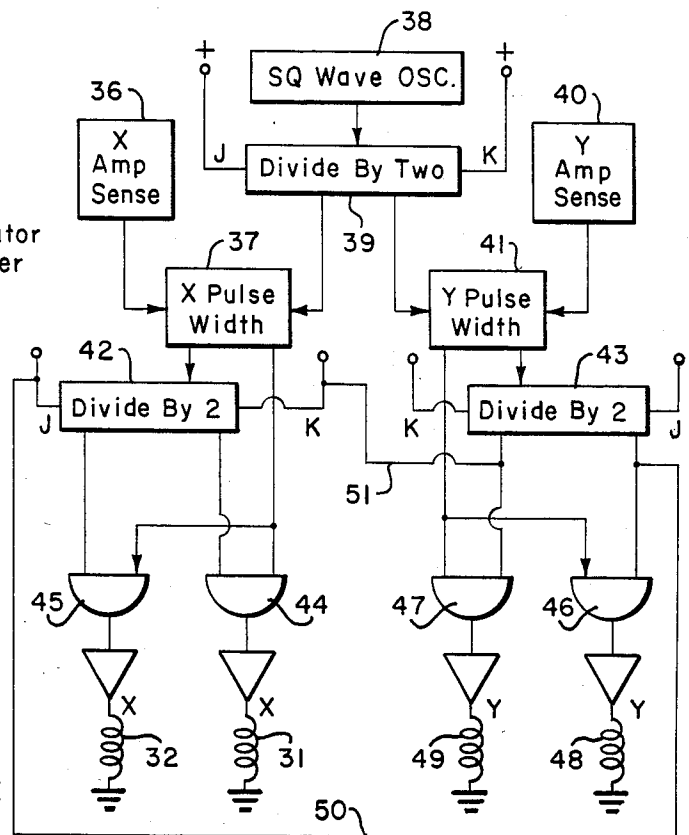 38
+
SQ Wave OSC.
+
36
40
X
Amp
Sense
J
Divide By Two
K
Y
Amp
Sense
39
ator
er
37
41
X Pulse
Width
Y Pulse
Width
42
43
J
Divide By 2
K
K
Divide By 2
J
51
45
44
47
46
X
X
Y
Y
32
31
49
48
50